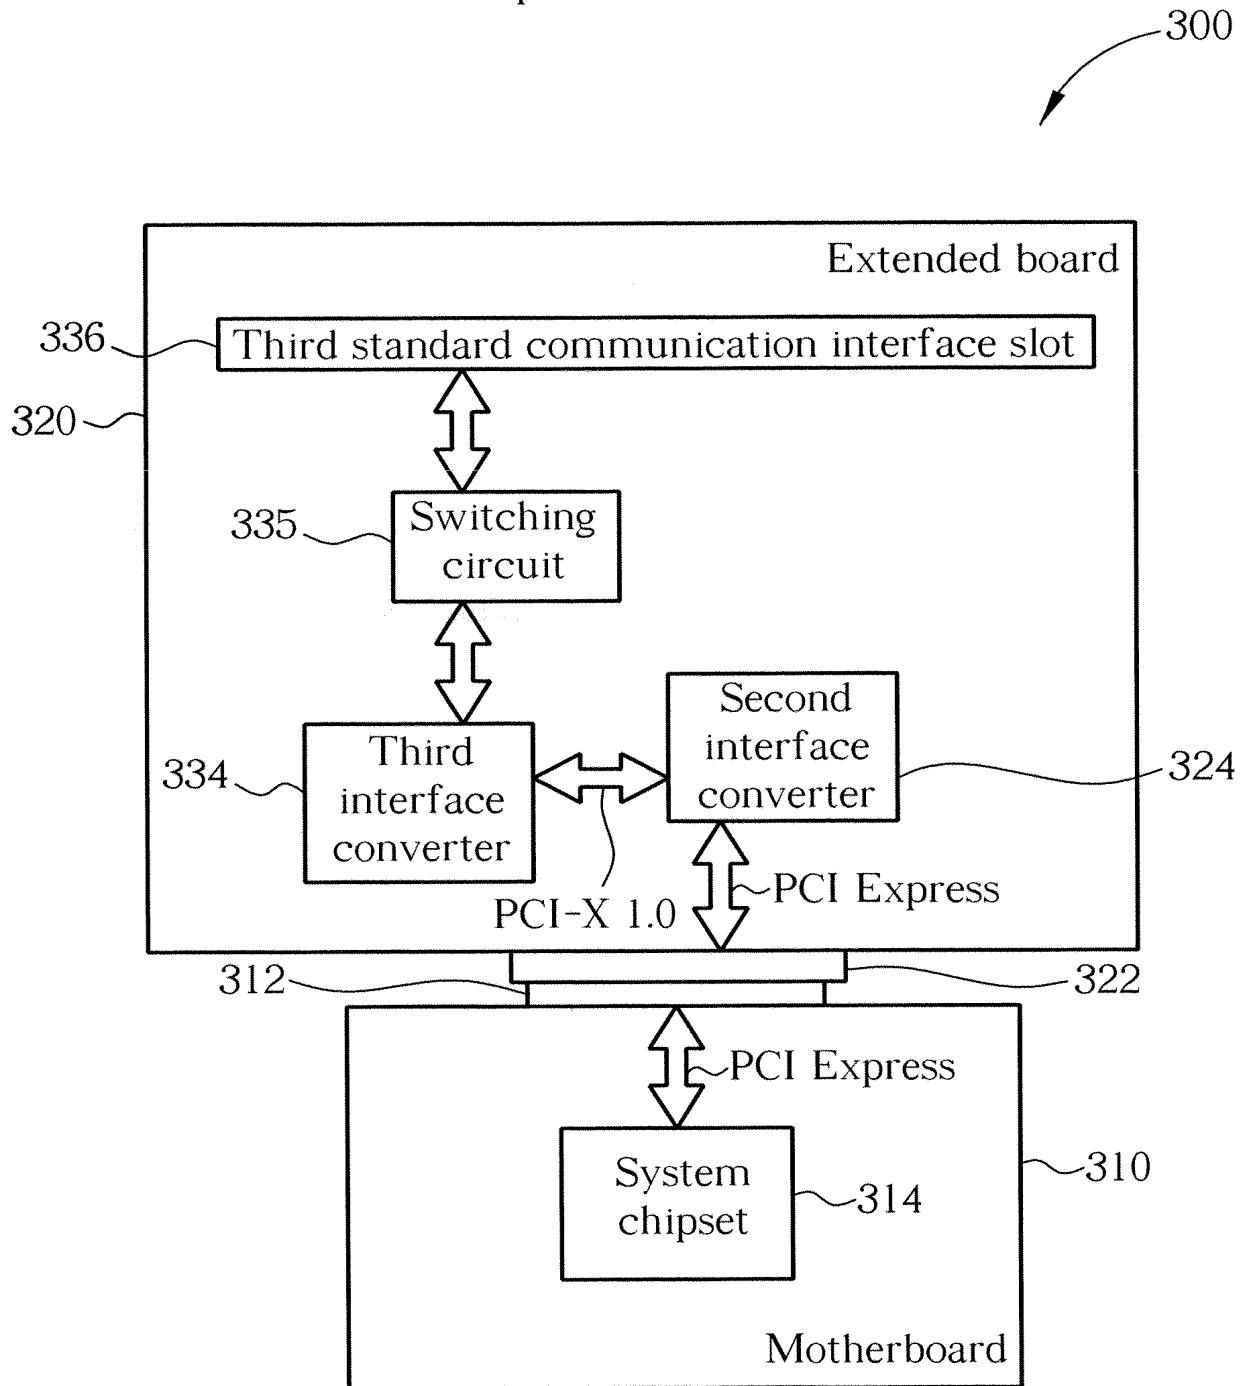 300
Extended board
336
Third standard communication interface slot
320
335
Switching
circuit
Second
interface
converter
Third
interface
converter
334
324
PCI Express
PCI-X 1.0
312
322
PCI Express
System
chipset
310
314
Motherboard